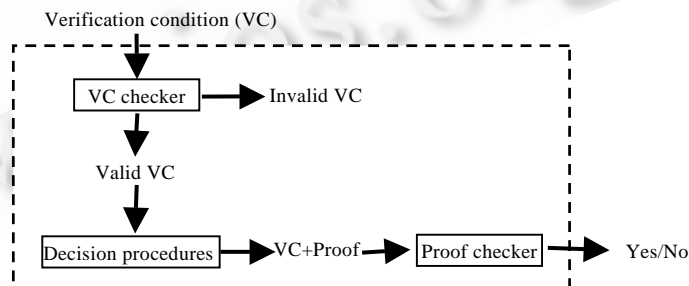 Verification condition (VC)
VC checker
Invalid VC
Valid VC
Decision procedures
VC+Proof
Proof checker
Yes/No